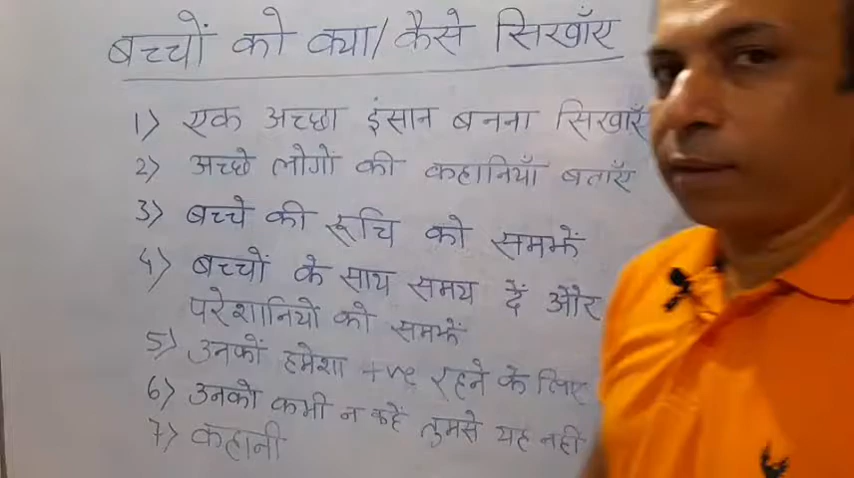 बच्चों को क्या/कैसे सिखाएँ
1) एक अच्छा इंसान बनना सिखाएँ
2) अच्छे लोगों की कहानियाँ बताएँ
3) बच्चे की रूचि को समझें
4) बच्चों के साथ समय दें और
परेशानियों को समझें
5) उनकों हमेशा +ve रहने के लिए
6) उनको कभी न कहें तुमसे यह नहीं
7) कहानी